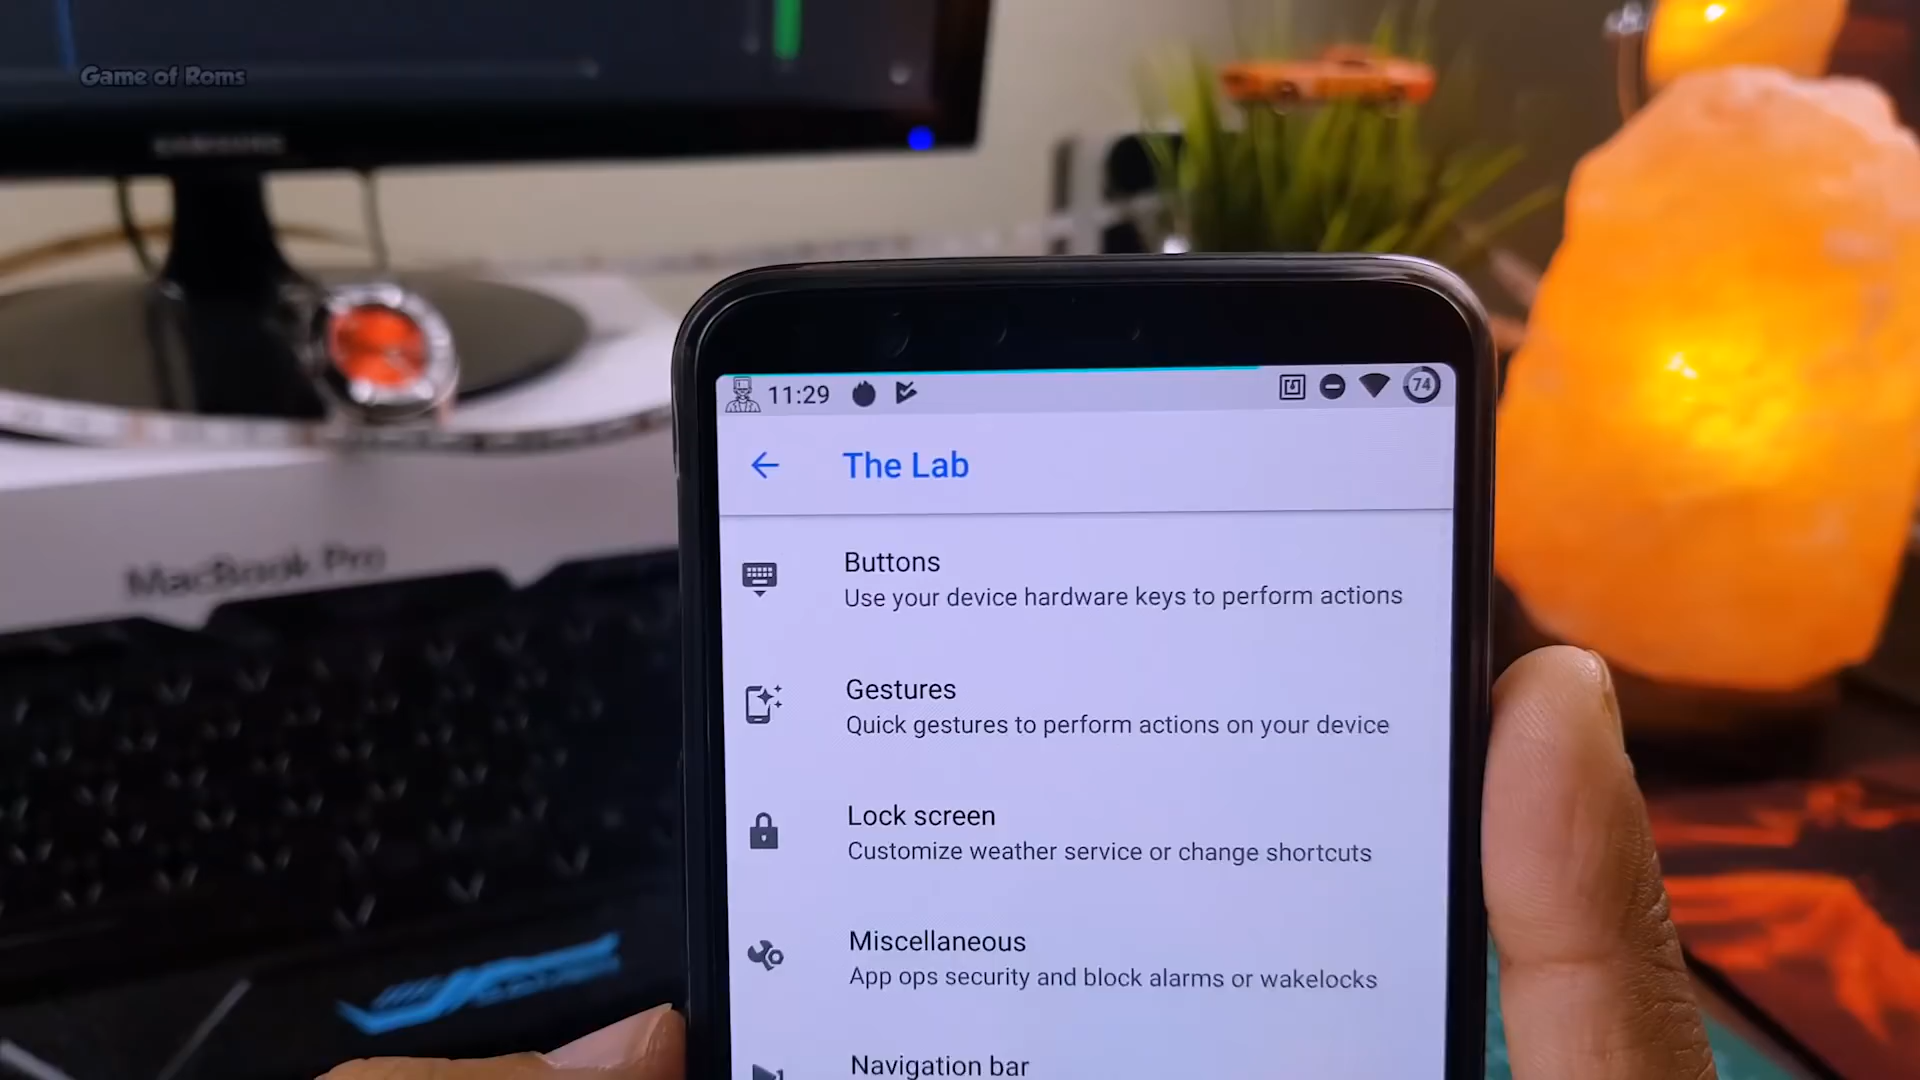 Game of Roms
SAMSUNG
MacBook Pro
11:29
74
The Lab
Buttons
Use your device hardware keys to perform actions
Gestures
Quick gestures to perform actions on your device
Lock screen
Customize weather service or change shortcuts
Miscellaneous
App ops security and block alarms or wakelocks
Navigation bar